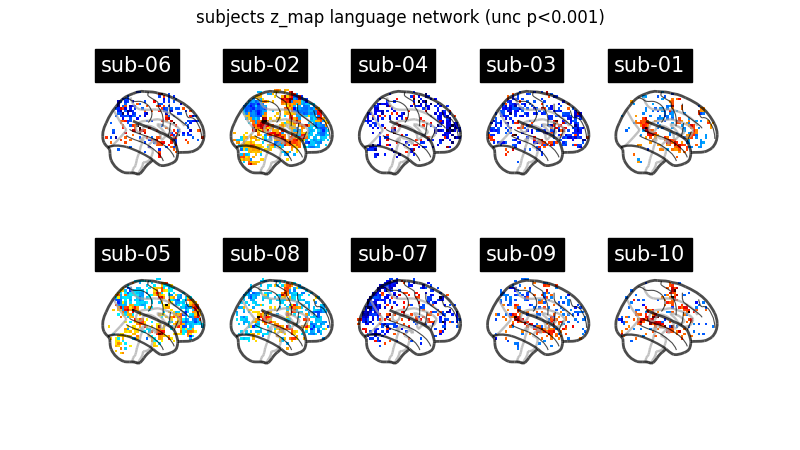 subjects z_map language network (unc p<0.001)
sub-06
sub-02
sub-04
sub-03
sub-01
sub-05
sub-08
sub-07
sub-09
sub-10